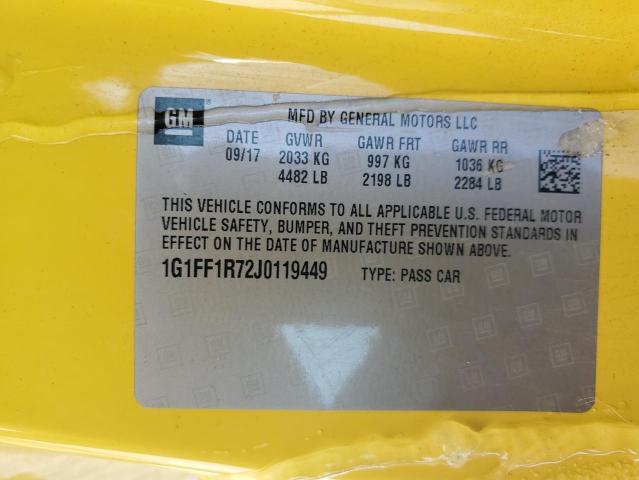 GM
MFD BY GENERAL MOTORS LLC
DATE GVWR GAWR FRT GAWR RR
09/17 2033 KG 997 KG 1036 KG
4482 LB 2198 LB 2284 LB
THIS VEHICLE CONFORMS TO ALL APPLICABLE U.S. FEDERAL MOTOR
VEHICLE SAFETY, BUMPER, AND THEFT PREVENTION STANDARDS IN
EFFECT ON THE DATE OF MANUFACTURE SHOWN ABOVE.
1G1FF1R72J0119449 TYPE: PASS CAR